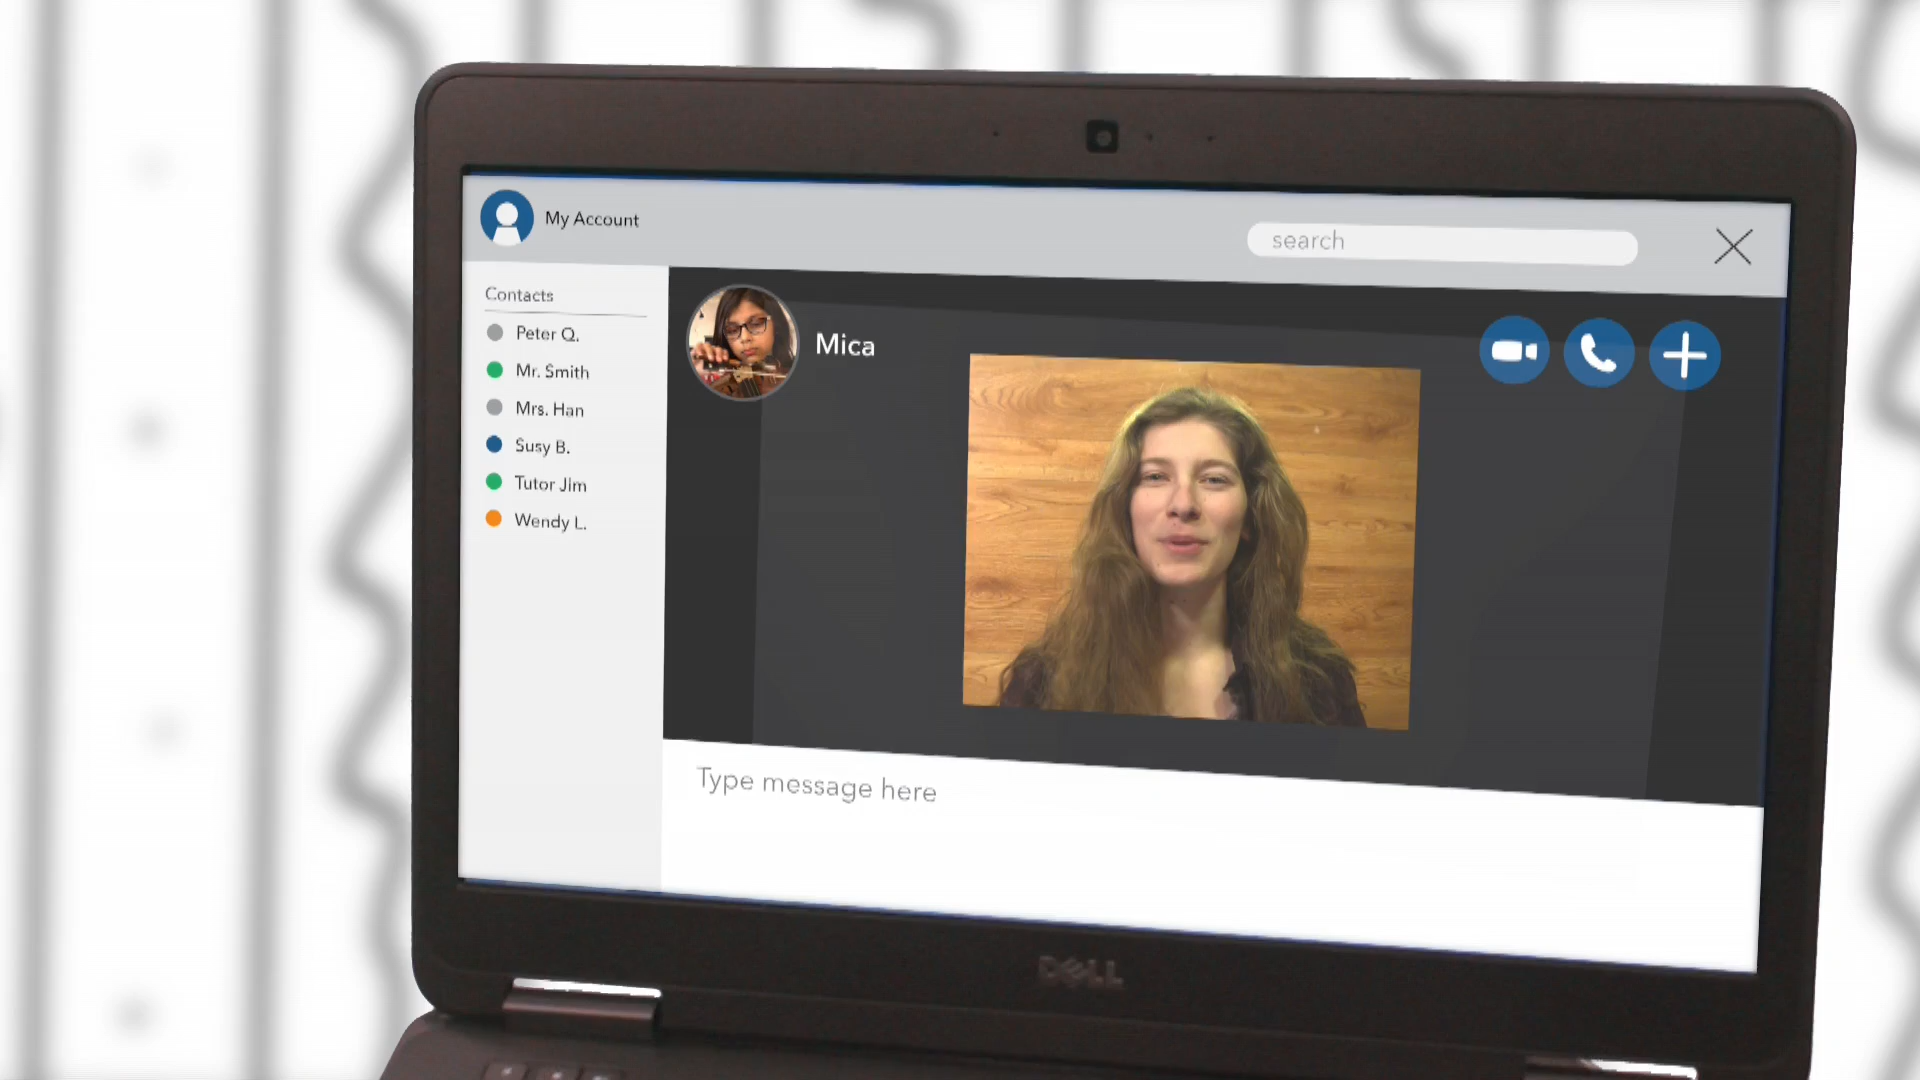 My Account
search
Contacts
Peter Q.
Mr. Smith
Mrs. Han
Susy B.
Tutor Jim
Wendy L.
Mica
Type message here
DELL